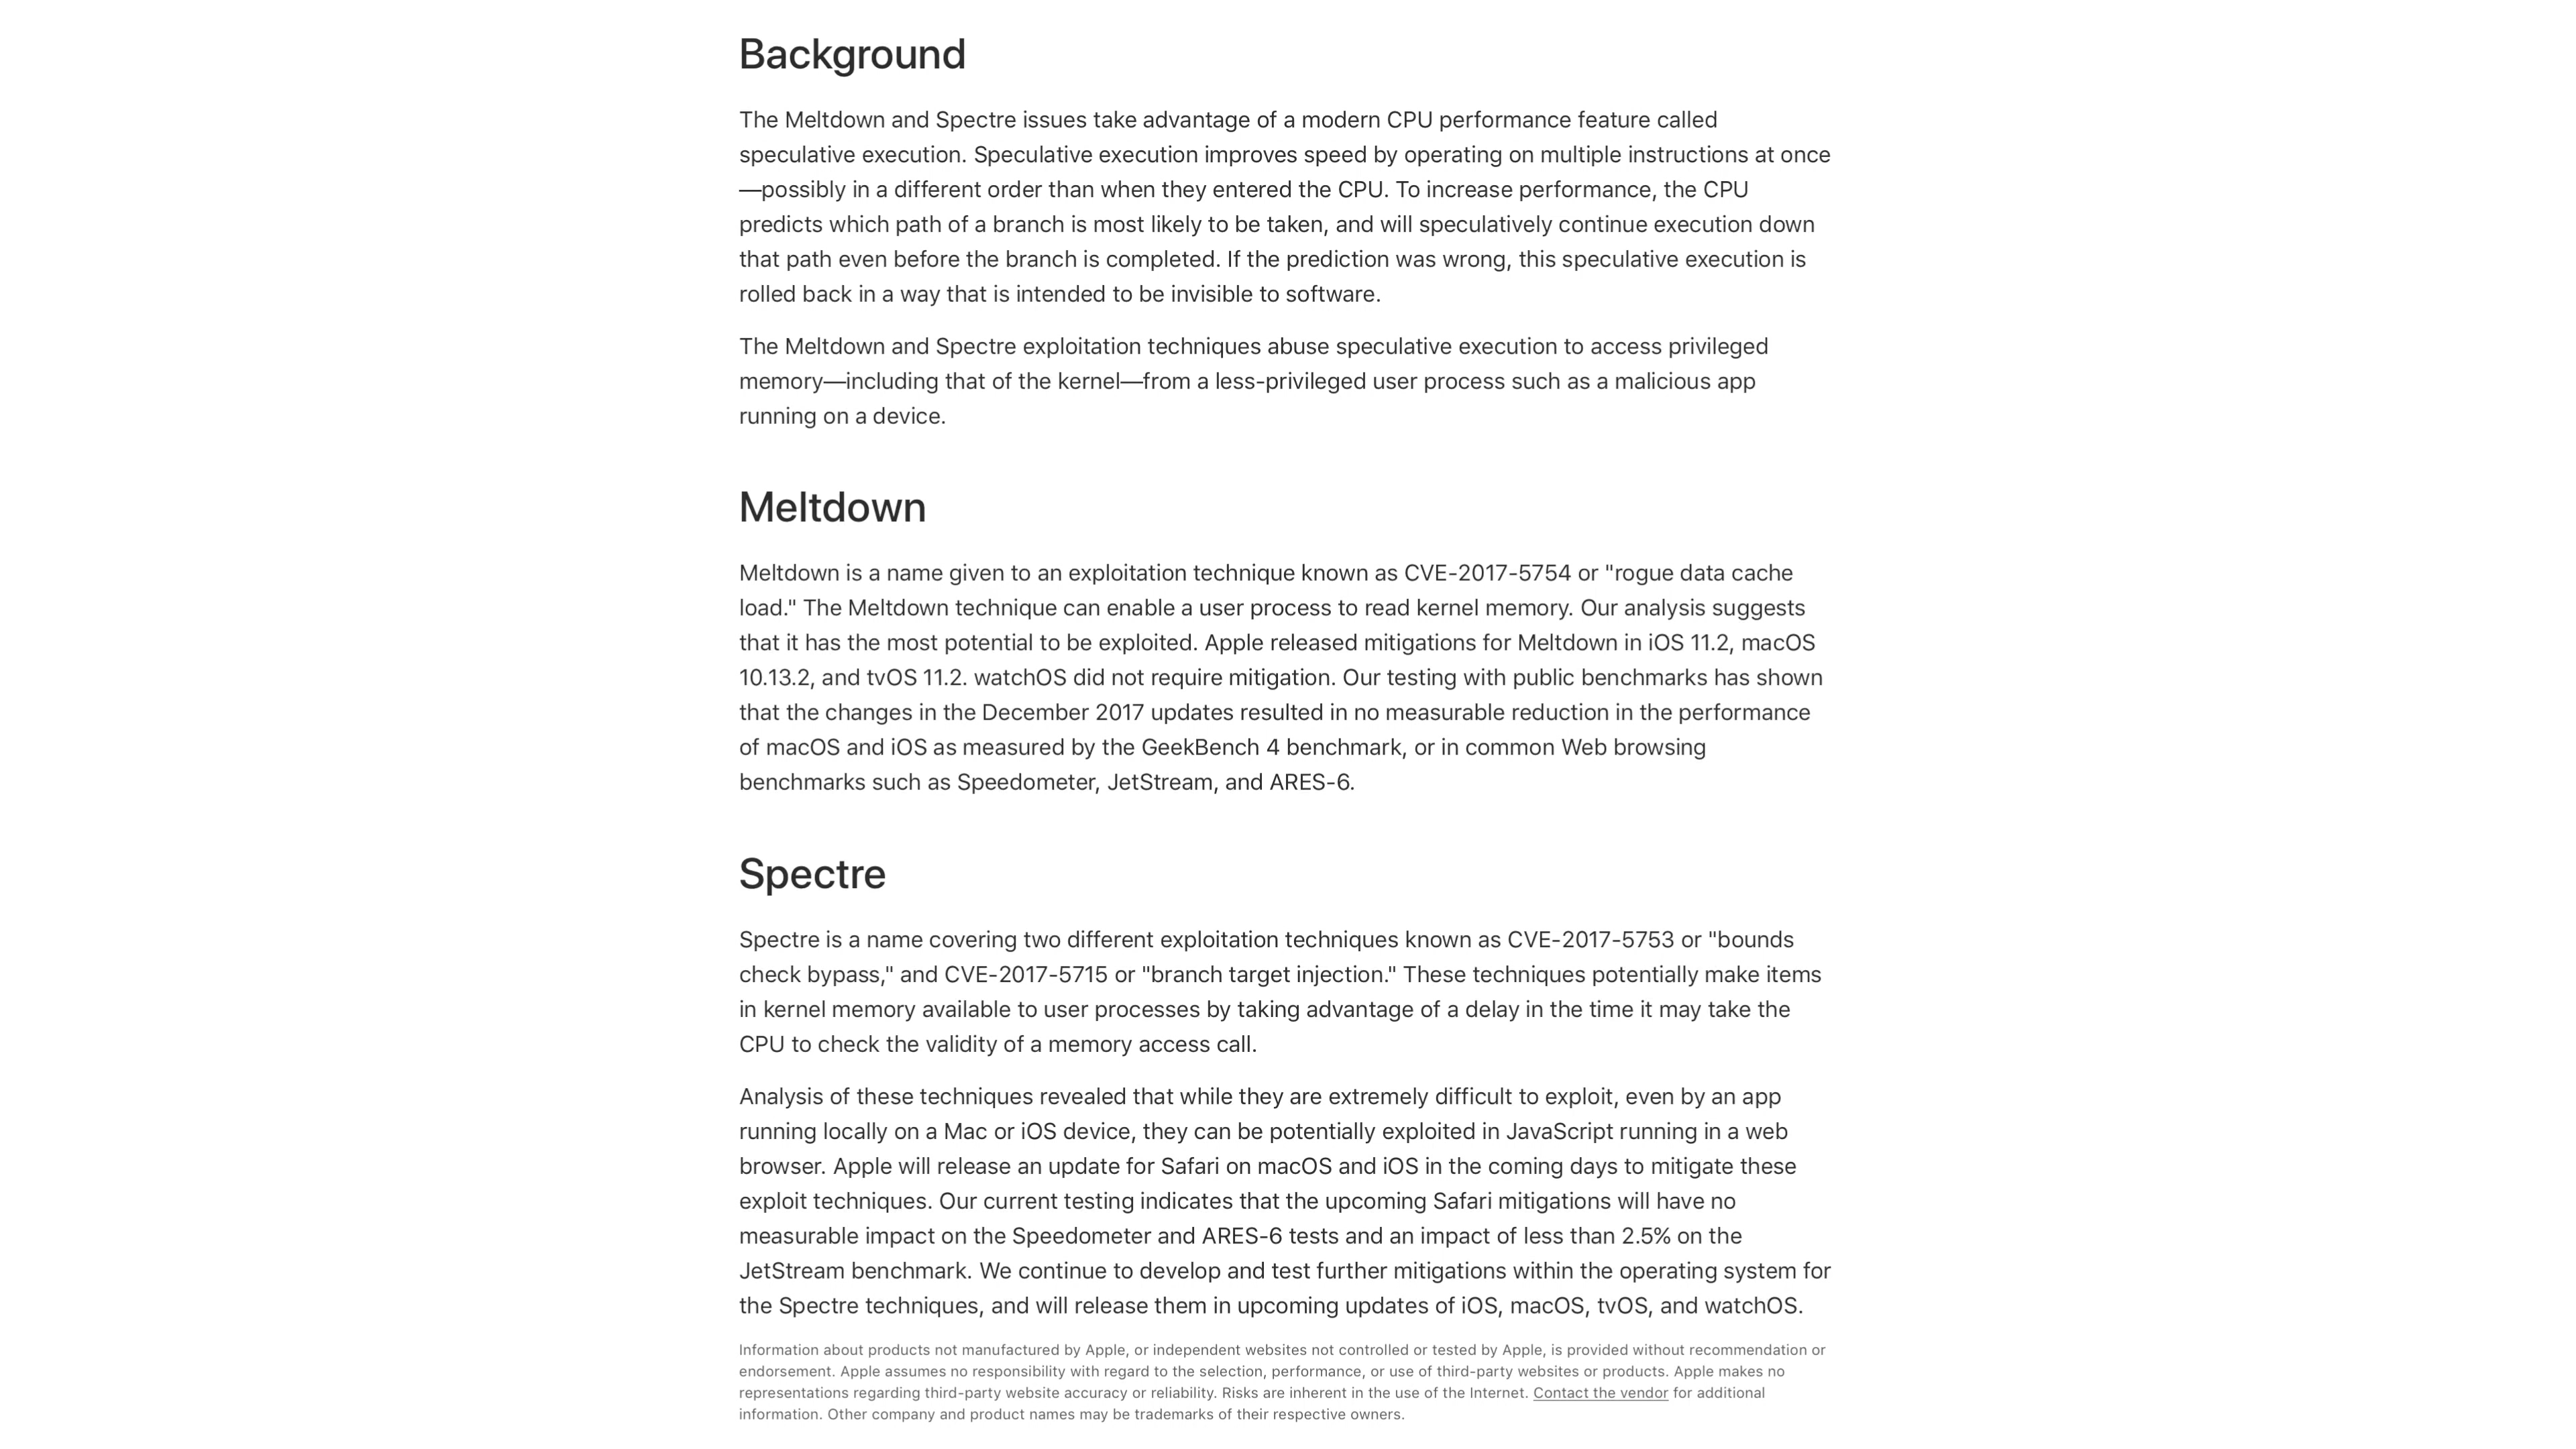 Background
The Meltdown and Spectre issues take advantage of a modern CPU performance feature called
speculative execution. Speculative execution improves speed by operating on multiple instructions at once
—possibly in a different order than when they entered the CPU. To increase performance, the CPU
predicts which path of a branch is most likely to be taken, and will speculatively continue execution down
that path even before the branch is completed. If the prediction was wrong, this speculative execution is
rolled back in a way that is intended to be invisible to software.
The Meltdown and Spectre exploitation techniques abuse speculative execution to access privileged
memory—including that of the kernel—from a less-privileged user process such as a malicious app
running on a device.
Meltdown
Meltdown is a name given to an exploitation technique known as CVE-2017-5754 or "rogue data cache
load." The Meltdown technique can enable a user process to read kernel memory. Our analysis suggests
that it has the most potential to be exploited. Apple released mitigations for Meltdown in iOS 11.2, macOS
10.13.2, and tvOS 11.2. watchOS did not require mitigation. Our testing with public benchmarks has shown
that the changes in the December 2017 updates resulted in no measurable reduction in the performance
of macOS and iOS as measured by the GeekBench 4 benchmark, or in common Web browsing
benchmarks such as Speedometer, JetStream, and ARES-6.
Spectre
Spectre is a name covering two different exploitation techniques known as CVE-2017-5753 or "bounds
check bypass," and CVE-2017-5715 or "branch target injection." These techniques potentially make items
in kernel memory available to user processes by taking advantage of a delay in the time it may take the
CPU to check the validity of a memory access call.
Analysis of these techniques revealed that while they are extremely difficult to exploit, even by an app
running locally on a Mac or iOS device, they can be potentially exploited in JavaScript running in a web
browser. Apple will release an update for Safari on macOS and iOS in the coming days to mitigate these
exploit techniques. Our current testing indicates that the upcoming Safari mitigations will have no
measurable impact on the Speedometer and ARES-6 tests and an impact of less than 2.5% on the
JetStream benchmark. We continue to develop and test further mitigations within the operating system for
the Spectre techniques, and will release them in upcoming updates of iOS, macOS, tvOS, and watchOS.
Information about products not manufactured by Apple, or independent websites not controlled or tested by Apple, is provided without recommendation or
endorsement. Apple assumes no responsibility with regard to the selection, performance, or use of third-party websites or products. Apple makes no
representations regarding third-party website accuracy or reliability. Risks are inherent in the use of the Internet. Contact the vendor for additional
information. Other company and product names may be trademarks of their respective owners.